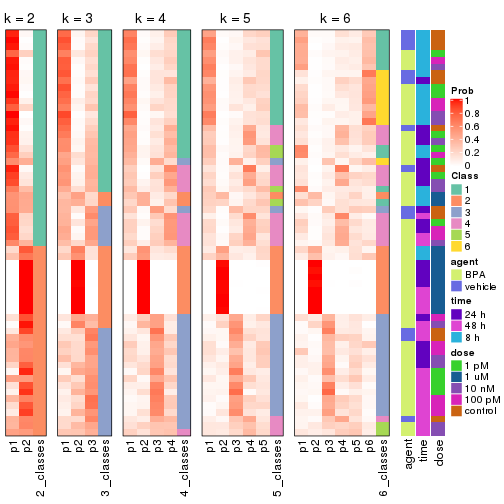 k = 2
k = 3
k = 4
k = 5
k = 6
p1
p2
2_classes
p1
p2
p3
3_classes
p1
p2
p3
p4
4_classes
p1
p2
p3
p4
p5
5_classes
p1
p2
p3
p4
p5
p6
6_classes
agent
time
dose
Prob
1
0.8
0.6
0.4
0.2
0
Class
1
2
3
4
5
6
agent
BPA
vehicle
time
24 h
48 h
8 h
dose
1 pM
1 uM
10 nM
100 pM
control